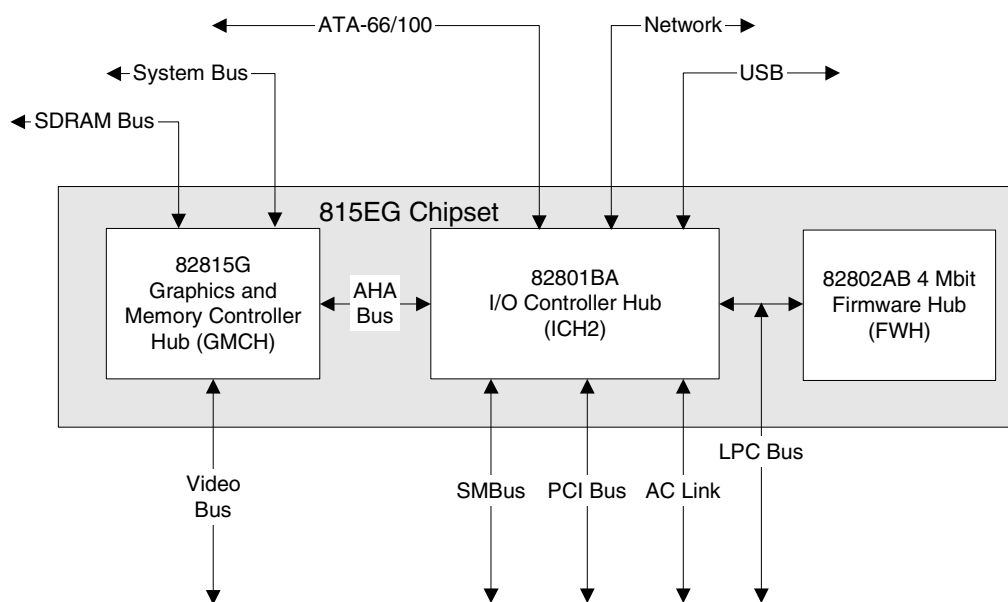 ATA-66/100
Network
System Bus
USB
SDRAM Bus
815EG Chipset
82815G
Graphics and
Memory Controller
Hub (GMCH)
AHA
Bus
82801BA
I/O Controller Hub
(ICH2)
82802AB 4 Mbit
Firmware Hub
(FWH)
LPC Bus
Video
Bus
SMBus
PCI Bus
AC Link